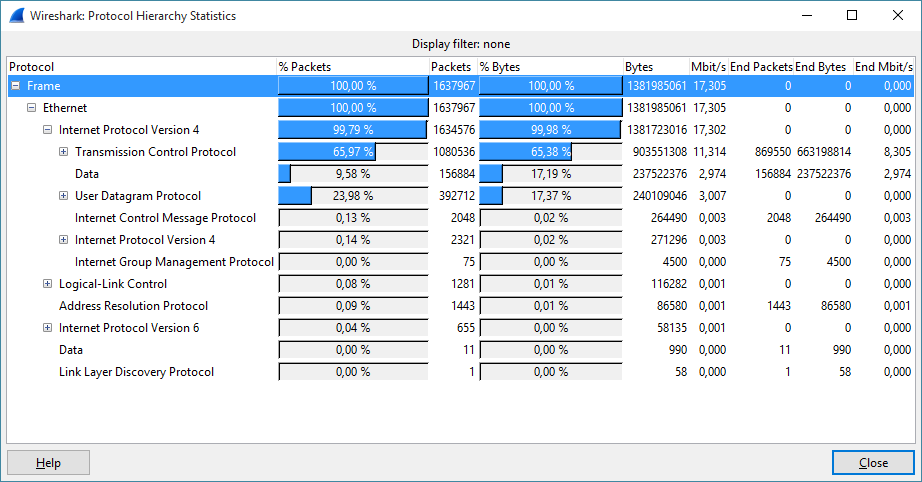 Wireshark: Protocol Hierarchy Statistics
Display filter: none
Protocol % Packets Packets % Bytes Bytes Mbit/s End Packets End Bytes End Mbit/s
Frame 100,00 % 1637967 100,00 % 1381985061 17,305 0 0 0,000
Ethernet 100,00 % 1637967 100,00 % 1381985061 17,305 0 0 0,000
Internet Protocol Version 4 99,79 % 1634576 99,98 % 1381723016 17,302 0 0 0,000
Transmission Control Protocol 65,97 % 1080536 65,38 % 903551308 11,314 869550 663198814 8,305
Data 9,58 % 156884 17,19 % 237522376 2,974 156884 237522376 2,974
User Datagram Protocol 23,98 % 392712 17,37 % 240109046 3,007 0 0 0,000
Internet Control Message Protocol 0,13 % 2048 0,02 % 264490 0,003 2048 264490 0,003
Internet Protocol Version 4 0,14 % 2321 0,02 % 271296 0,003 0 0 0,000
Internet Group Management Protocol 0,00 % 75 0,00 % 4500 0,000 75 4500 0,000
Logical-Link Control 0,08 % 1281 0,01 % 116282 0,001 0 0 0,000
Address Resolution Protocol 0,09 % 1443 0,01 % 86580 0,001 1443 86580 0,001
Internet Protocol Version 6 0,04 % 655 0,00 % 58135 0,001 0 0 0,000
Data 0,00 % 11 0,00 % 990 0,000 11 990 0,000
Link Layer Discovery Protocol 0,00 % 1 0,00 % 58 0,000 1 58 0,000
Help Close